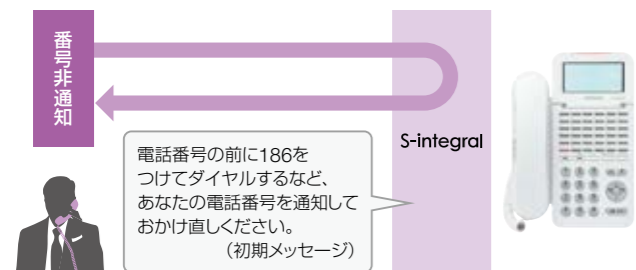 番号非通知
S-integral
電話番号の前に186を
つけてダイヤルするなど、
あなたの電話番号を通知して
おかけ直しください。
（初期メッセージ）